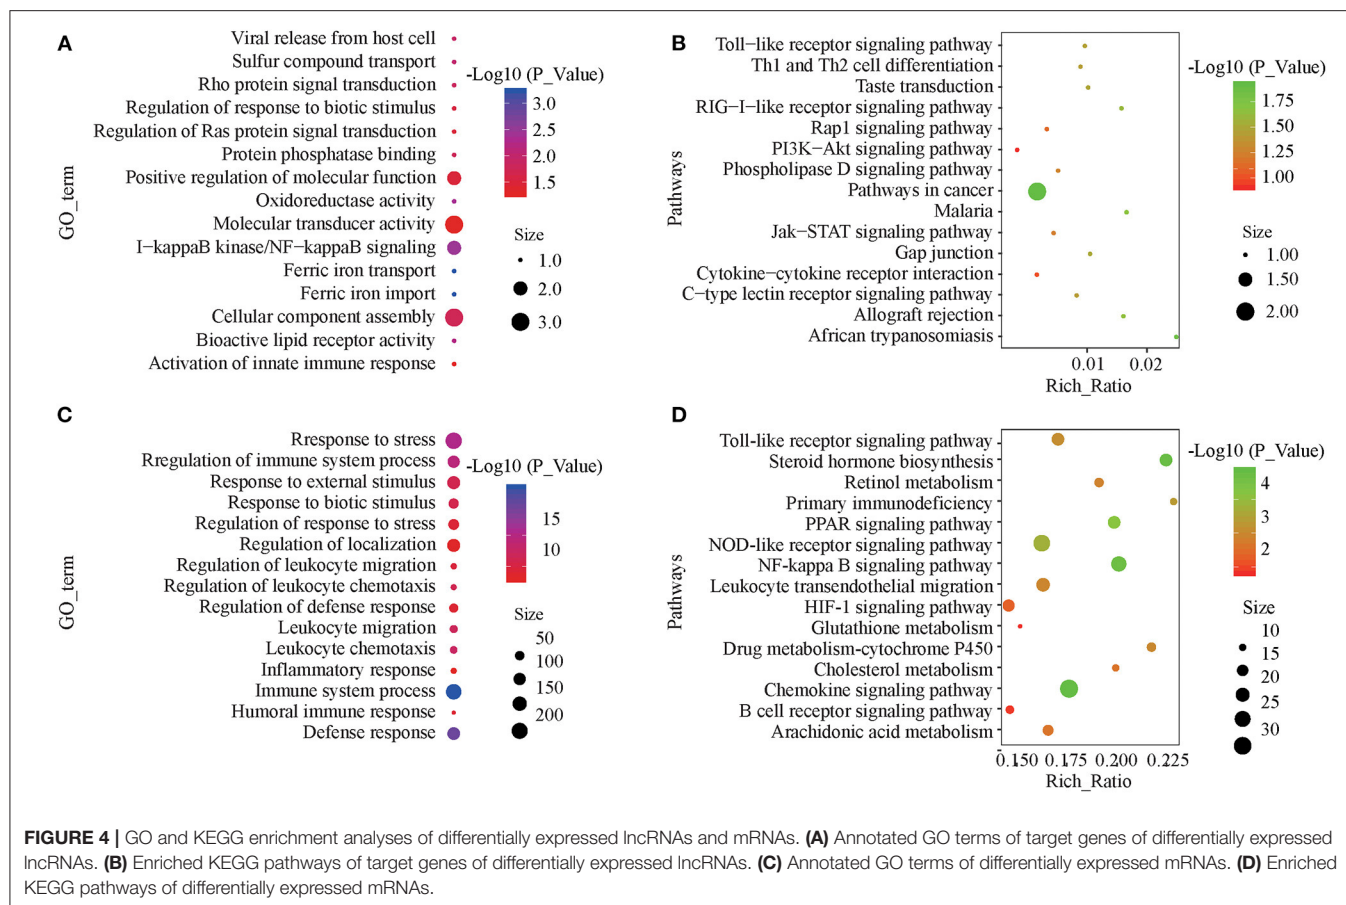 A
Viral release from host cell
Sulfur compound transport
Rho protein signal transduction
Regulation of response to biotic stimulus
Regulation of Ras protein signal transduction
Protein phosphatase binding
Positive regulation of molecular function
Oxidoreductase activity
Molecular transducer activity
I−kappaB kinase/NF−kappaB signaling
Ferric iron transport
Ferric iron import
Cellular component assembly
Bioactive lipid receptor activity
Activation of innate immune response
GO_term
-Log10 (P_Value)
3.0
2.5
2.0
1.5
Size
1.0
2.0
3.0
B
Toll−like receptor signaling pathway
Th1 and Th2 cell differentiation
Taste transduction
RIG−I−like receptor signaling pathway
Rap1 signaling pathway
PI3K−Akt signaling pathway
Phospholipase D signaling pathway
Pathways in cancer
Malaria
Jak−STAT signaling pathway
Gap junction
Cytokine−cytokine receptor interaction
C−type lectin receptor signaling pathway
Allograft rejection
African trypanosomiasis
Pathways
0.01 0.02
Rich_Ratio
-Log10 (P_Value)
1.75
1.50
1.25
1.00
Size
1.00
1.50
2.00
C
Rresponse to stress
Rregulation of immune system process
Response to external stimulus
Response to biotic stimulus
Regulation of response to stress
Regulation of localization
Regulation of leukocyte migration
Regulation of leukocyte chemotaxis
Regulation of defense response
Leukocyte migration
Leukocyte chemotaxis
Inflammatory response
Immune system process
Humoral immune response
Defense response
GO_term
-Log10 (P_Value)
15
10
Size
50
100
150
200
D
Toll-like receptor signaling pathway
Steroid hormone biosynthesis
Retinol metabolism
Primary immunodeficiency
PPAR signaling pathway
NOD-like receptor signaling pathway
NF-kappa B signaling pathway
Leukocyte transendothelial migration
HIF-1 signaling pathway
Glutathione metabolism
Drug metabolism-cytochrome P450
Cholesterol metabolism
Chemokine signaling pathway
B cell receptor signaling pathway
Arachidonic acid metabolism
Pathways
0.150 0.175 0.200 0.225
Rich_Ratio
-Log10 (P_Value)
4
3
2
Size
10
15
20
25
30
FIGURE 4 | GO and KEGG enrichment analyses of differentially expressed lncRNAs and mRNAs. (A) Annotated GO terms of target genes of differentially expressed
lncRNAs. (B) Enriched KEGG pathways of target genes of differentially expressed lncRNAs. (C) Annotated GO terms of differentially expressed mRNAs. (D) Enriched
KEGG pathways of differentially expressed mRNAs.